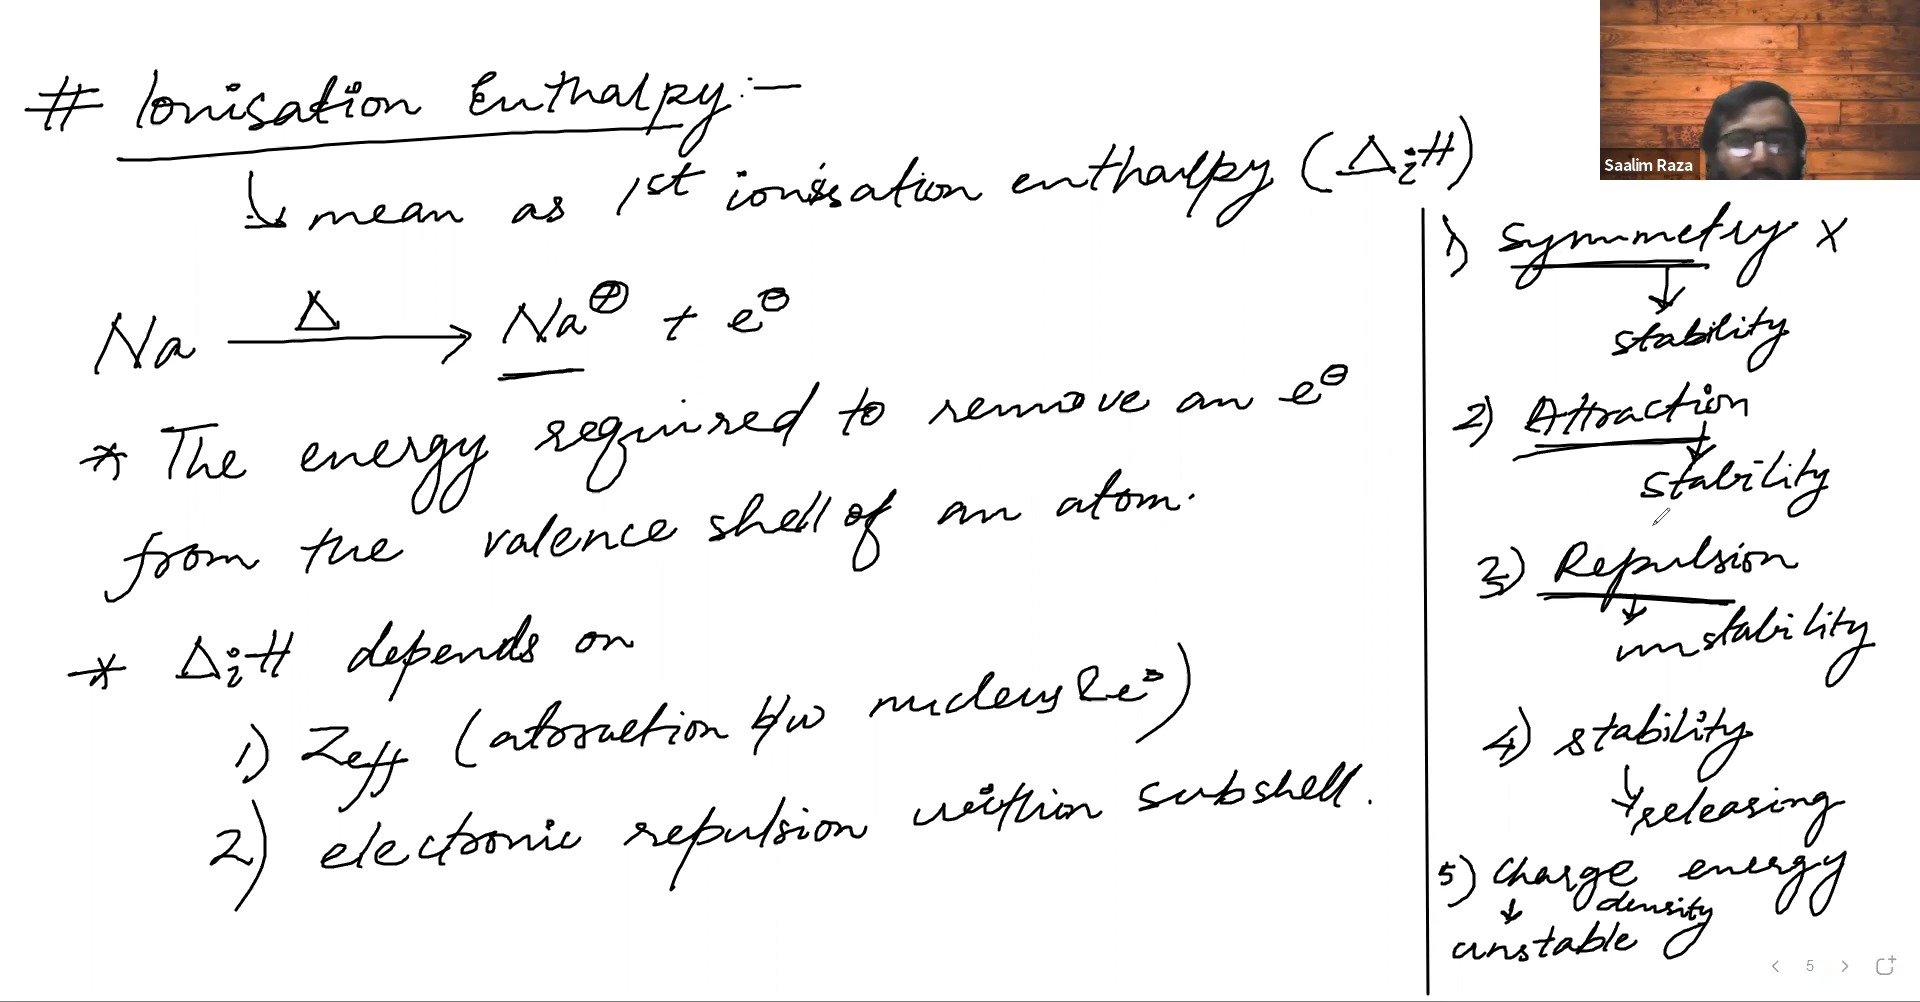 # Ionisation Enthalpy:-
↳ mean as 1st ionisation enthalpy (ΔiH)
Na —Δ→ Na⊕ + e⊖
* The energy required to remove an e⊖
from the valence shell of an atom.
* ΔiH depends on
1) Zeff (attraction b/w nucleus & e⊖)
2) electronic repulsion within subshell.
Saalim Raza
1) Symmetry x
↓
stability
2) Attraction
↓
stability
3) Repulsion
↓
unstability
4) stability
↓ releasing
energy
5) Charge density
↓
unstable
5